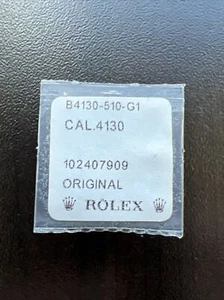 B4130-510-G1
CAL.4130
102407909
ORIGINAL
ROLEX